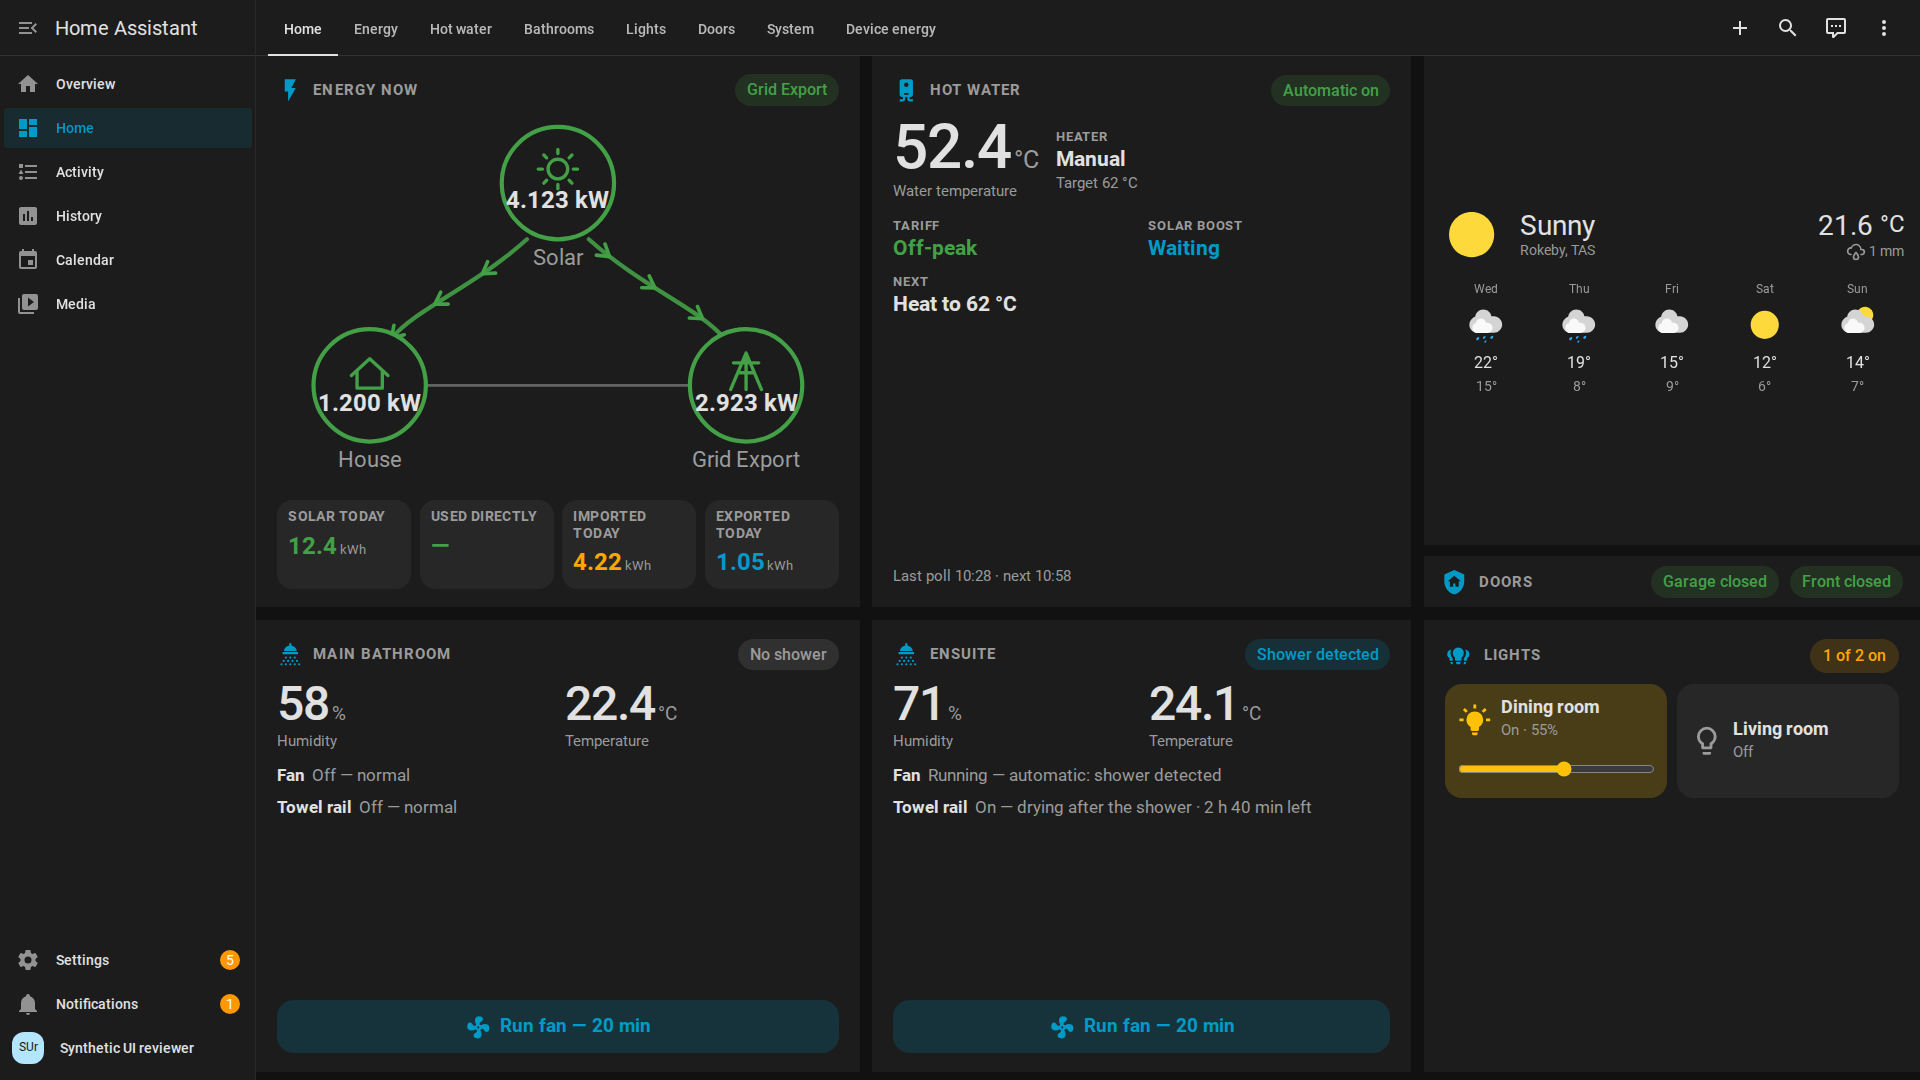 Home Assistant
Home Energy Hot water Bathrooms Lights Doors System Device energy
Overview
Home
Activity
History
Calendar
Media
Settings 5
Notifications 1
SUr Synthetic UI reviewer
ENERGY NOW Grid Export
4.123 kW
Solar
1.200 kW
House
2.923 kW
Grid Export
SOLAR TODAY
12.4 kWh
USED DIRECTLY
—
IMPORTED
TODAY
4.22 kWh
EXPORTED
TODAY
1.05 kWh
HOT WATER Automatic on
52.4 °C
Water temperature
HEATER
Manual
Target 62 °C
TARIFF
Off-peak
SOLAR BOOST
Waiting
NEXT
Heat to 62 °C
Last poll 10:28 · next 10:58
Sunny
Rokeby, TAS
21.6 °C
1 mm
Wed Thu Fri Sat Sun
22° 19° 15° 12° 14°
15° 8° 9° 6° 7°
DOORS Garage closed Front closed
MAIN BATHROOM No shower
58 %
Humidity
22.4 °C
Temperature
Fan Off — normal
Towel rail Off — normal
Run fan — 20 min
ENSUITE Shower detected
71 %
Humidity
24.1 °C
Temperature
Fan Running — automatic: shower detected
Towel rail On — drying after the shower · 2 h 40 min left
Run fan — 20 min
LIGHTS 1 of 2 on
Dining room
On · 55%
Living room
Off